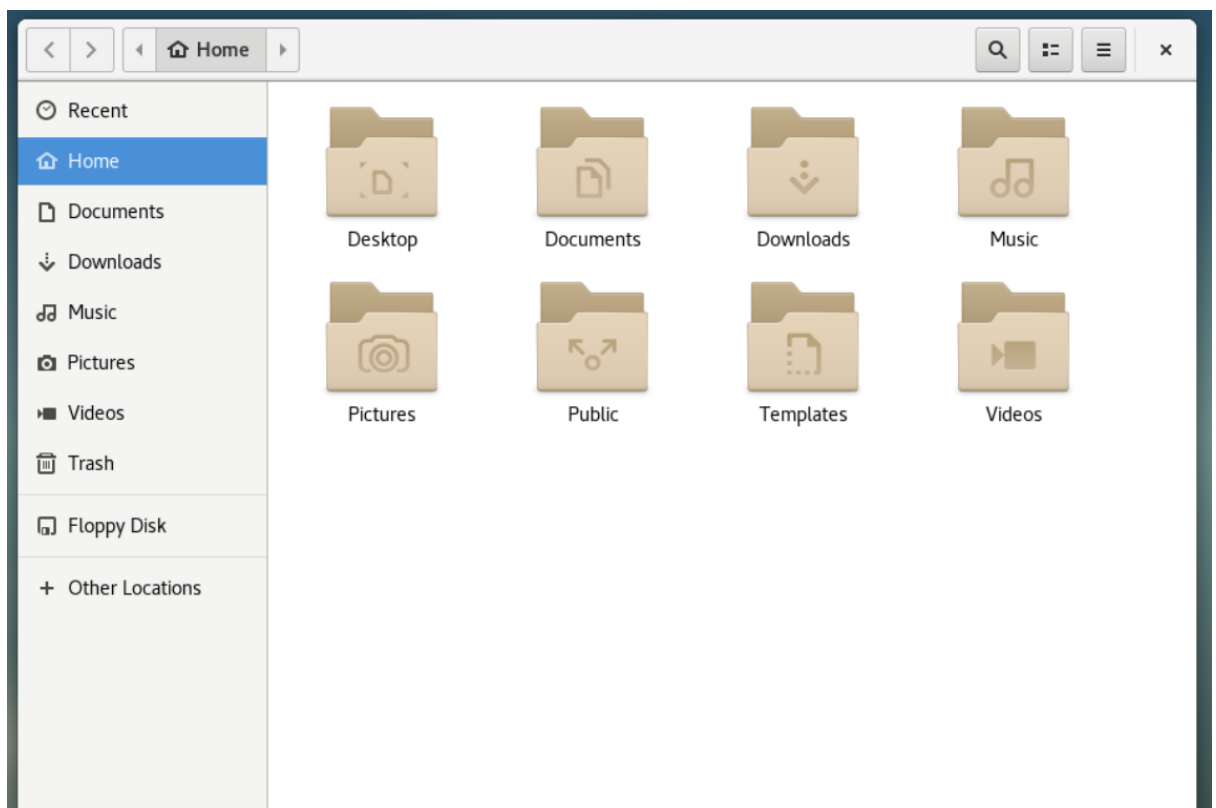 Home
Recent
Home
Documents
Downloads
Music
Pictures
Videos
Trash
Floppy Disk
Other Locations
Desktop
Documents
Downloads
Music
Pictures
Public
Templates
Videos